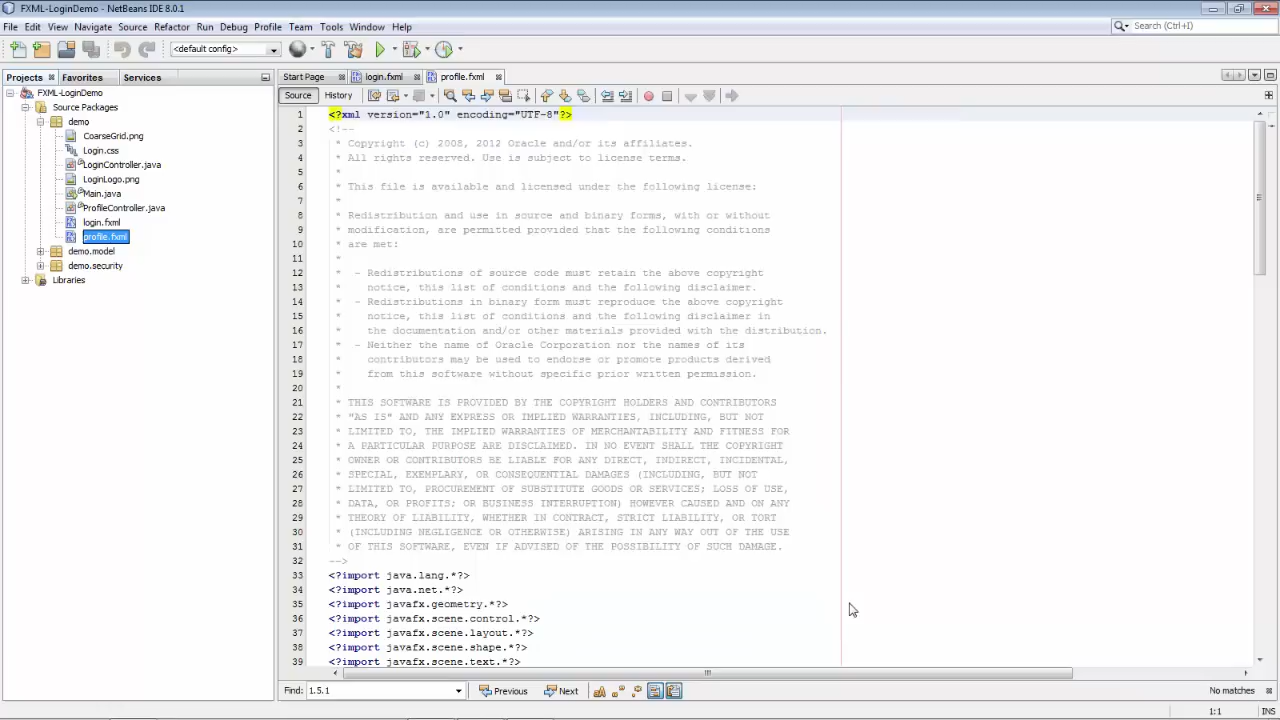 FXML-LoginDemo - NetBeans IDE 8.0.1
File Edit View Navigate Source Refactor Run Debug Profile Team Tools Window Help
Search (Ctrl+I)
<default config>
Projects Favorites Services
Start Page login.fxml profile.fxml
Source History
FXML-LoginDemo
Source Packages
demo
CoarseGrid.png
Login.css
LoginController.java
LoginLogo.png
Main.java
ProfileController.java
login.fxml
profile.fxml
demo.model
demo.security
Libraries
1 <?xml version="1.0" encoding="UTF-8"?>
2 <!--
3 * Copyright (c) 2008, 2012 Oracle and/or its affiliates.
4 * All rights reserved. Use is subject to license terms.
5 *
6 * This file is available and licensed under the following license:
7 *
8 * Redistribution and use in source and binary forms, with or without
9 * modification, are permitted provided that the following conditions
10 * are met:
11 *
12 * - Redistributions of source code must retain the above copyright
13 * notice, this list of conditions and the following disclaimer.
14 * - Redistributions in binary form must reproduce the above copyright
15 * notice, this list of conditions and the following disclaimer in
16 * the documentation and/or other materials provided with the distribution.
17 * - Neither the name of Oracle Corporation nor the names of its
18 * contributors may be used to endorse or promote products derived
19 * from this software without specific prior written permission.
20 *
21 * THIS SOFTWARE IS PROVIDED BY THE COPYRIGHT HOLDERS AND CONTRIBUTORS
22 * "AS IS" AND ANY EXPRESS OR IMPLIED WARRANTIES, INCLUDING, BUT NOT
23 * LIMITED TO, THE IMPLIED WARRANTIES OF MERCHANTABILITY AND FITNESS FOR
24 * A PARTICULAR PURPOSE ARE DISCLAIMED. IN NO EVENT SHALL THE COPYRIGHT
25 * OWNER OR CONTRIBUTORS BE LIABLE FOR ANY DIRECT, INDIRECT, INCIDENTAL,
26 * SPECIAL, EXEMPLARY, OR CONSEQUENTIAL DAMAGES (INCLUDING, BUT NOT
27 * LIMITED TO, PROCUREMENT OF SUBSTITUTE GOODS OR SERVICES; LOSS OF USE,
28 * DATA, OR PROFITS; OR BUSINESS INTERRUPTION) HOWEVER CAUSED AND ON ANY
29 * THEORY OF LIABILITY, WHETHER IN CONTRACT, STRICT LIABILITY, OR TORT
30 * (INCLUDING NEGLIGENCE OR OTHERWISE) ARISING IN ANY WAY OUT OF THE USE
31 * OF THIS SOFTWARE, EVEN IF ADVISED OF THE POSSIBILITY OF SUCH DAMAGE.
32 -->
33 <?import java.lang.*?>
34 <?import java.net.*?>
35 <?import javafx.geometry.*?>
36 <?import javafx.scene.control.*?>
37 <?import javafx.scene.layout.*?>
38 <?import javafx.scene.shape.*?>
39 <?import javafx.scene.text.*?>
Find: 1.5.1 Previous Next No matches
1:1 INS